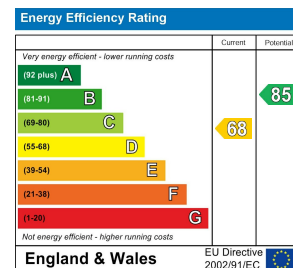 Energy Efficiency Rating
Current Potential
Very energy efficient - lower running costs
(92 plus) A
(81-91) B
(69-80) C
(55-68) D
(39-54) E
(21-38) F
(1-20) G
68
85
Not energy efficient - higher running costs
England & Wales
EU Directive
2002/91/EC